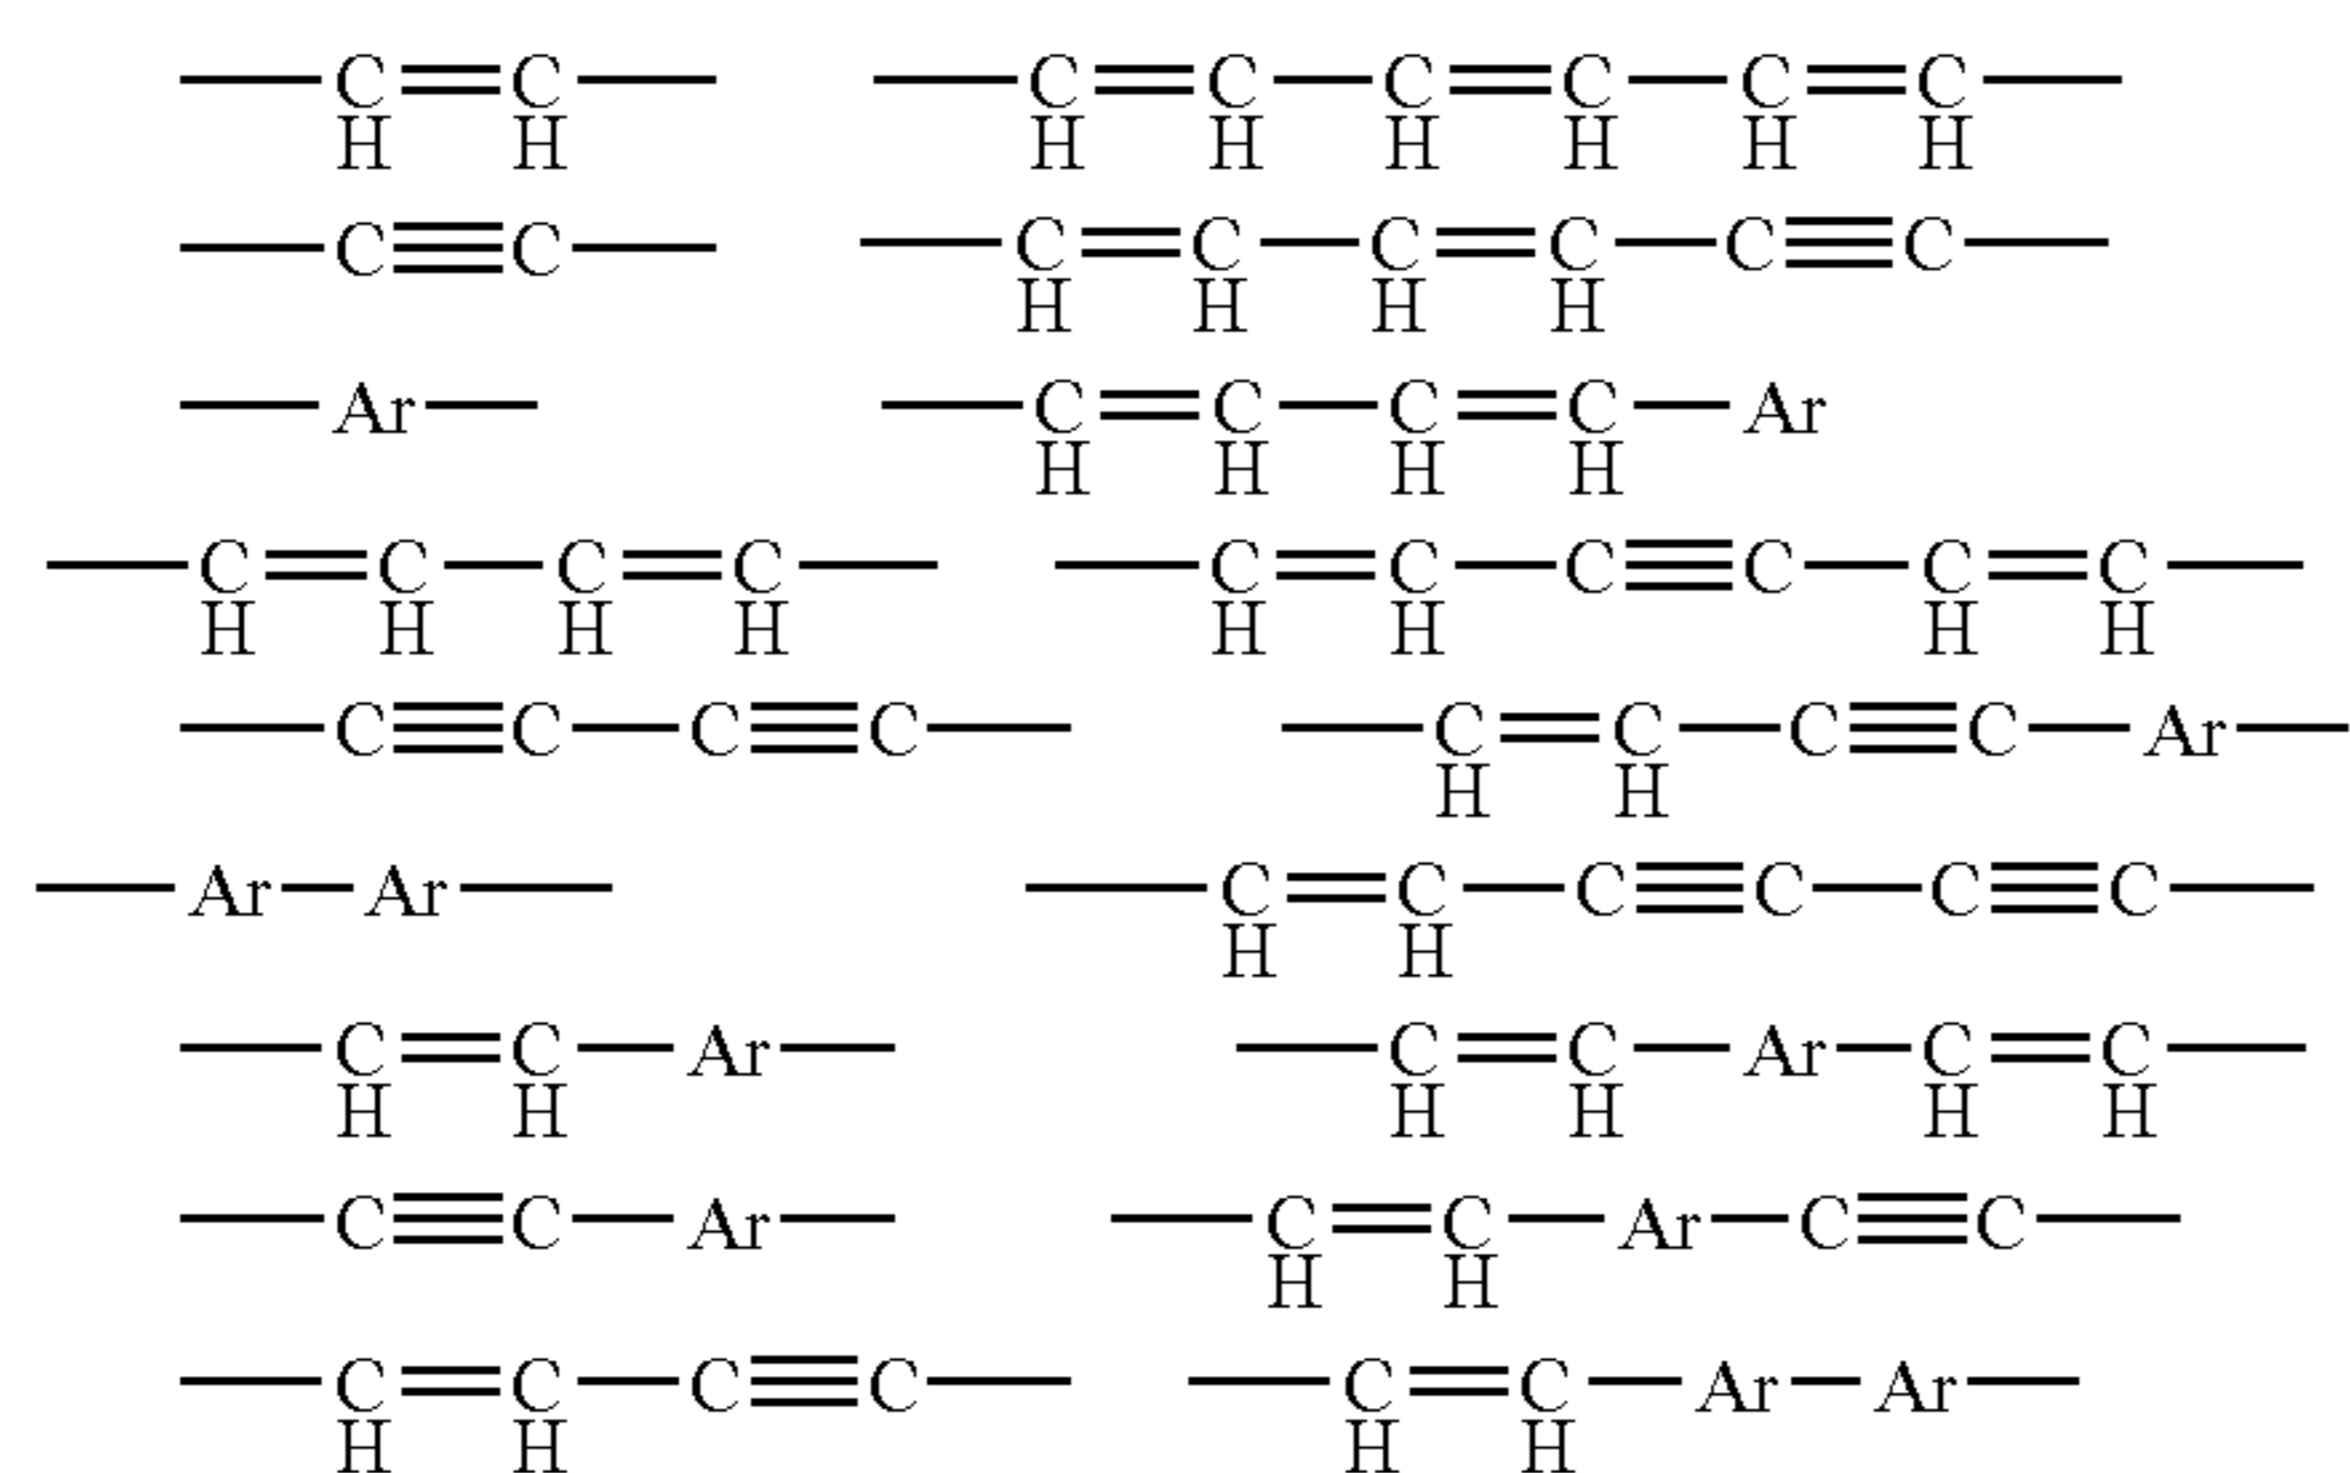 —C=C— —C=C—C=C—C=C—
H H H H H H H H
—C≡C— —C=C—C=C—C≡C—
H H H H
—Ar— —C=C—C=C—Ar
H H H H
—C=C—C=C— —C=C—C≡C—C=C—
H H H H H H H H
—C≡C—C≡C— —C=C—C≡C—Ar—
H H
—Ar—Ar— —C=C—C≡C—C≡C—
H H
—C=C—Ar— —C=C—Ar—C=C—
H H H H H H
—C≡C—Ar— —C=C—Ar—C≡C—
H H
—C=C—C≡C— —C=C—Ar—Ar—
H H H H